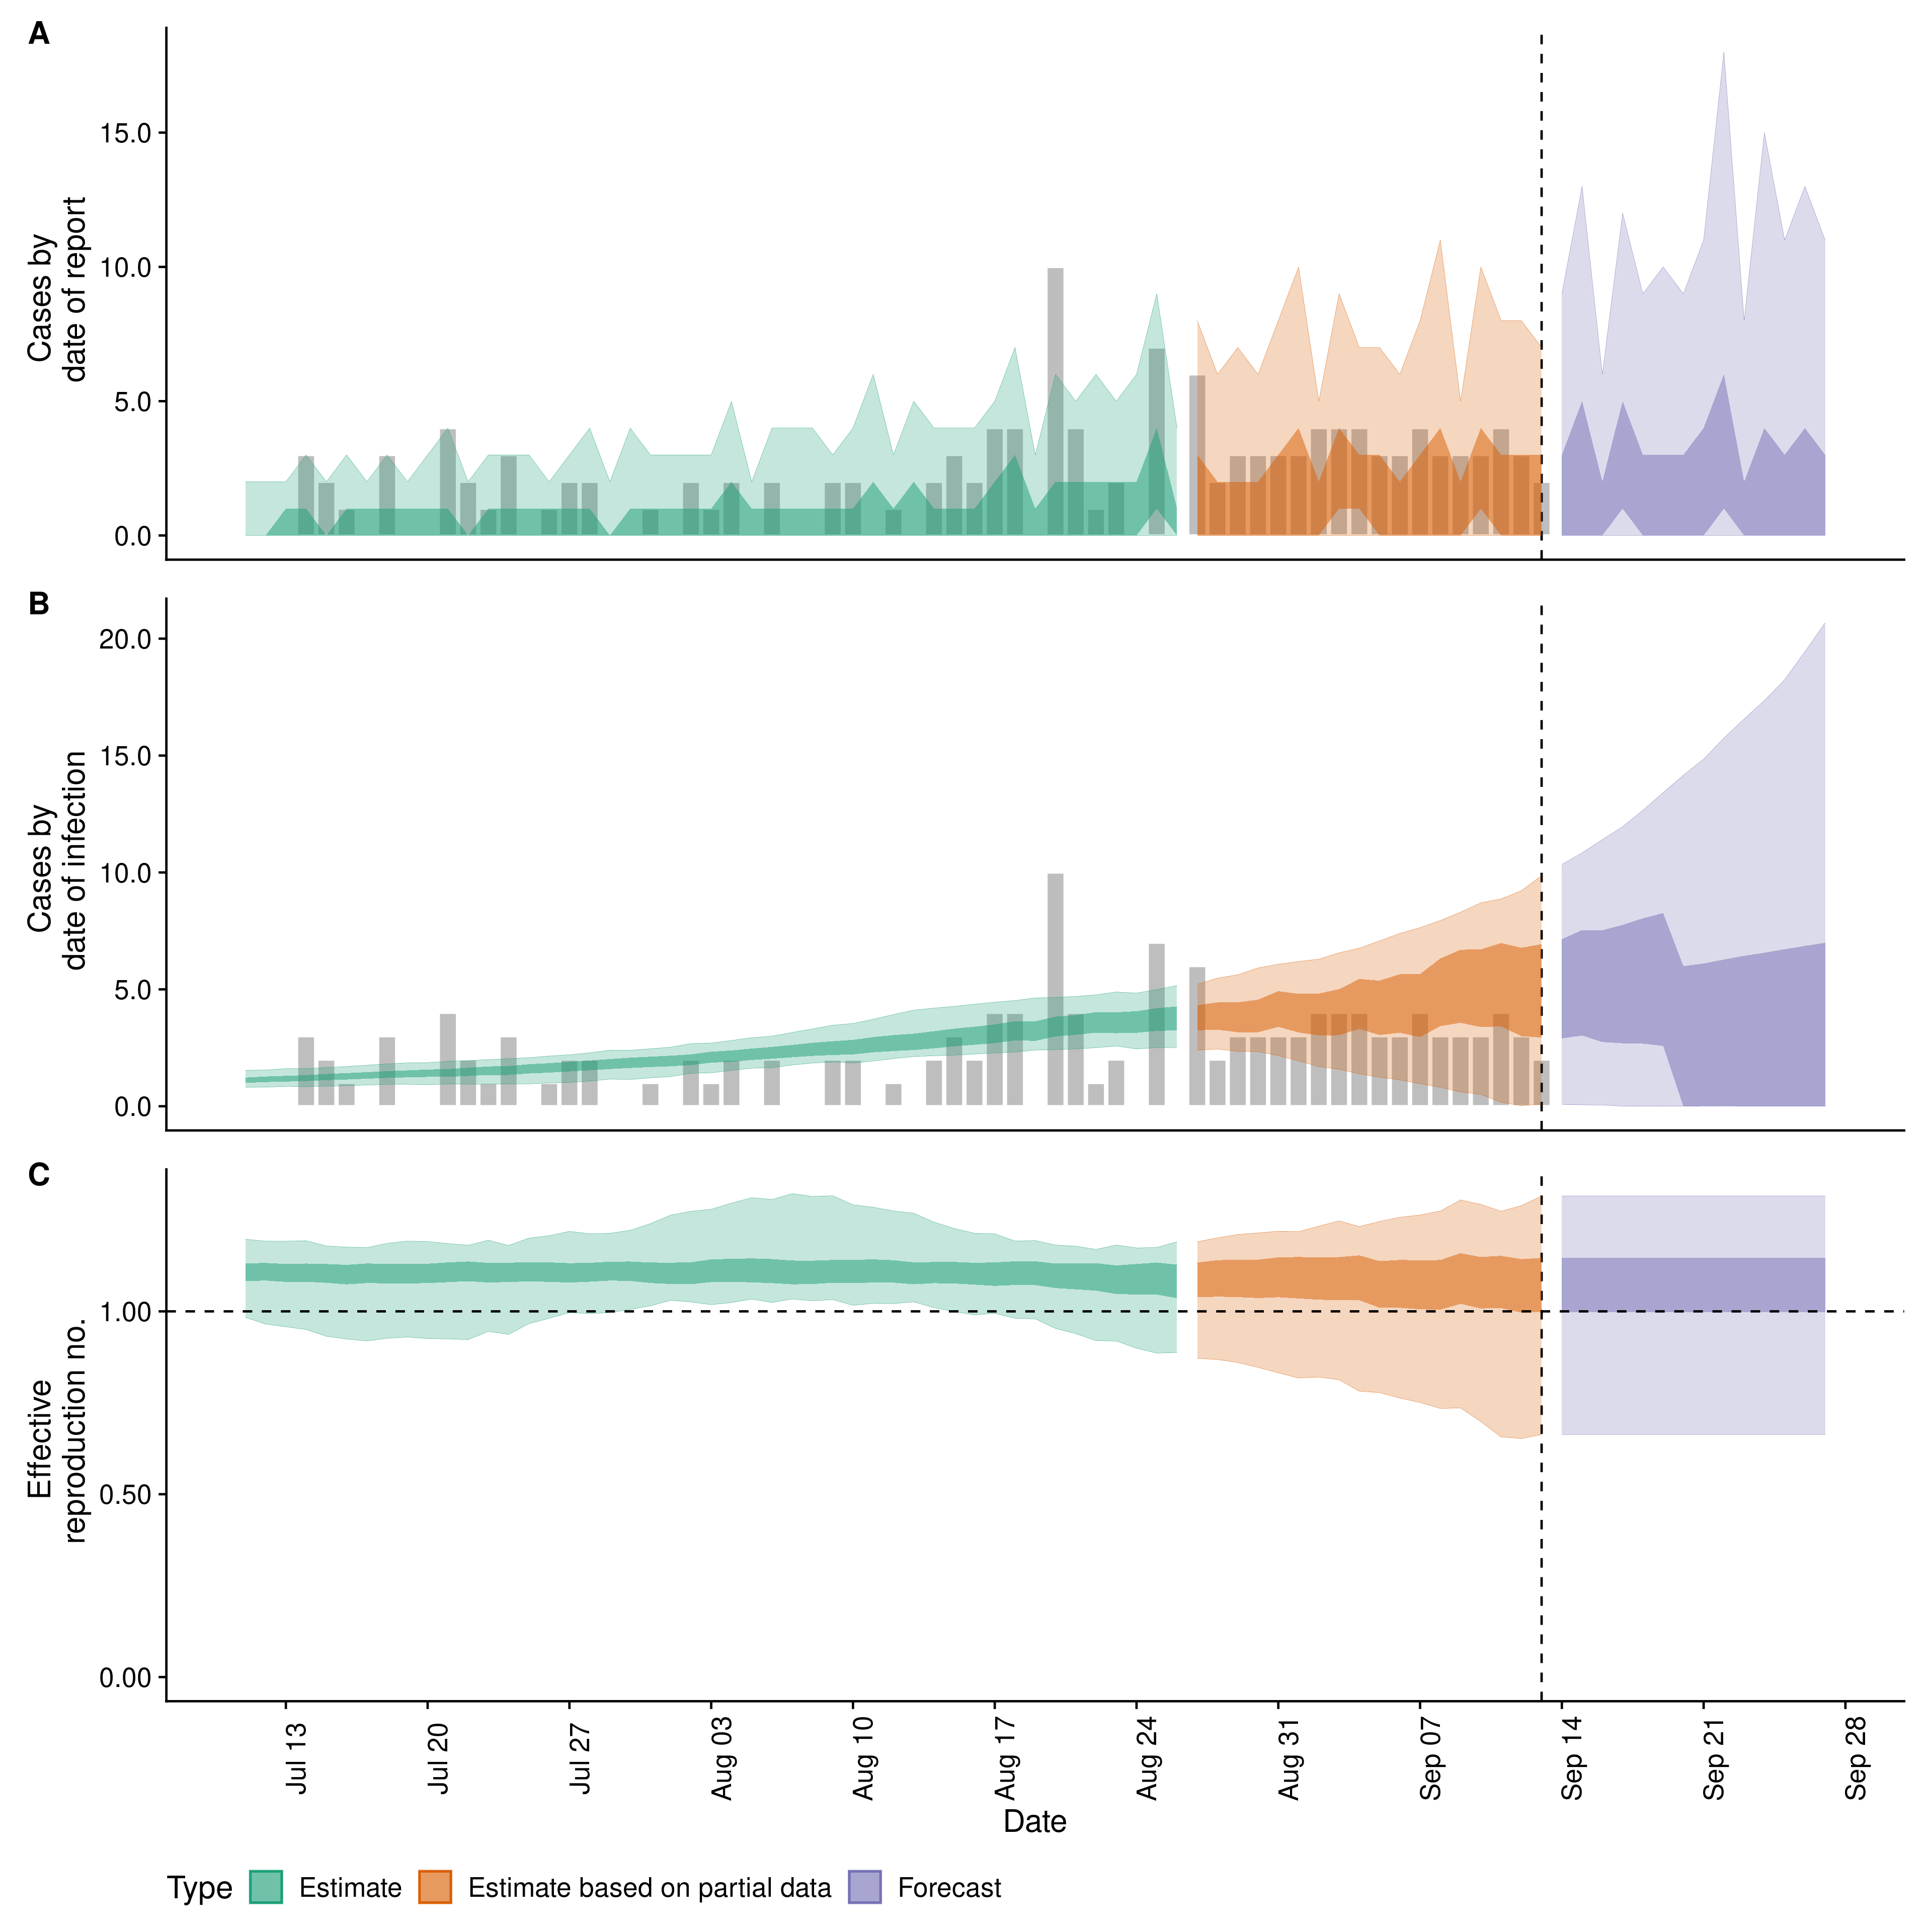 A
Cases by
date of report
15.0
10.0
5.0
0.0
B
Cases by
date of infection
20.0
15.0
10.0
5.0
0.0
C
Effective
reproduction no.
1.00
0.50
0.00
Jul 13
Jul 20
Jul 27
Aug 03
Aug 10
Aug 17
Aug 24
Aug 31
Sep 07
Sep 14
Sep 21
Sep 28
Date
Type Estimate Estimate based on partial data Forecast